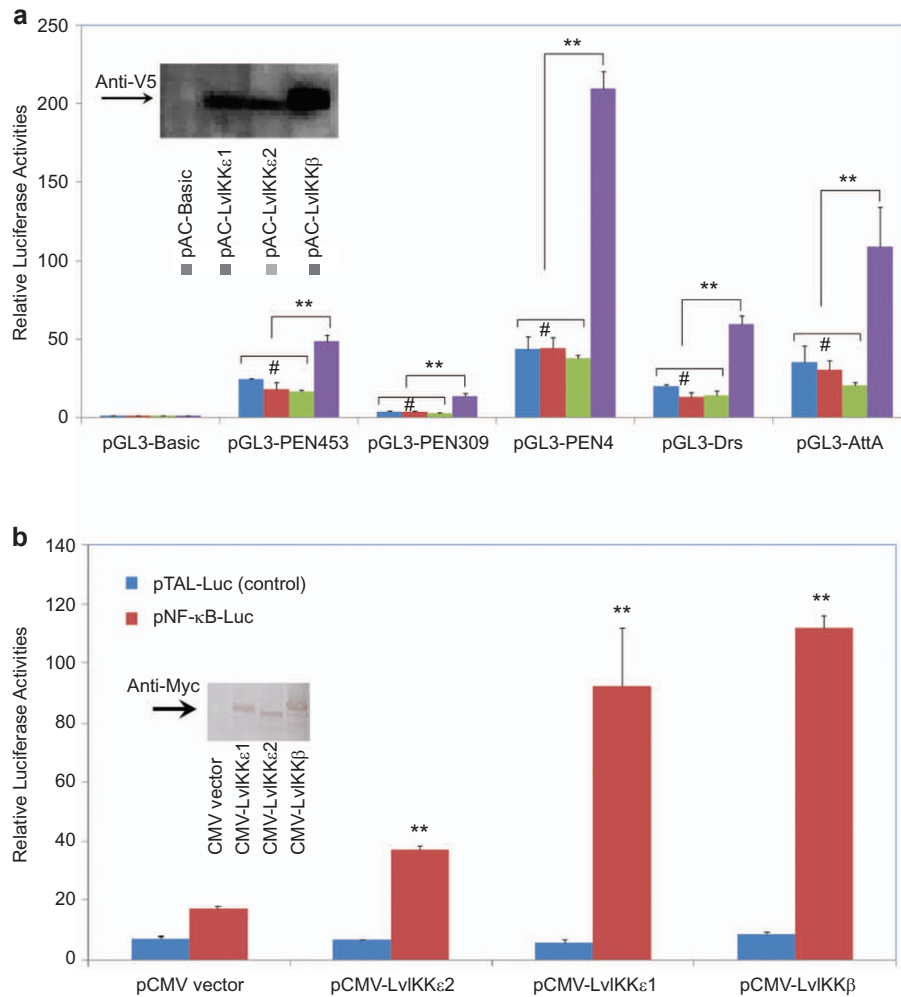 a
250
200
150
100
50
0
Relative Luciferase Activities
Anti-V5
pAC-Basic
pAC-LvIKKε1
pAC-LvIKKε2
pAC-LvIKKβ
**
#
**
#
**
#
**
#
**
#
pGL3-Basic
pGL3-PEN453
pGL3-PEN309
pGL3-PEN4
pGL3-Drs
pGL3-AttA
b
140
120
100
80
60
40
20
0
Relative Luciferase Activities
pTAL-Luc (control)
pNF-κB-Luc
Anti-Myc
CMV vector
CMV-LvIKKε1
CMV-LvIKKε2
CMV-LvIKKβ
**
**
**
pCMV vector
pCMV-LvIKKε2
pCMV-LvIKKε1
pCMV-LvIKKβ